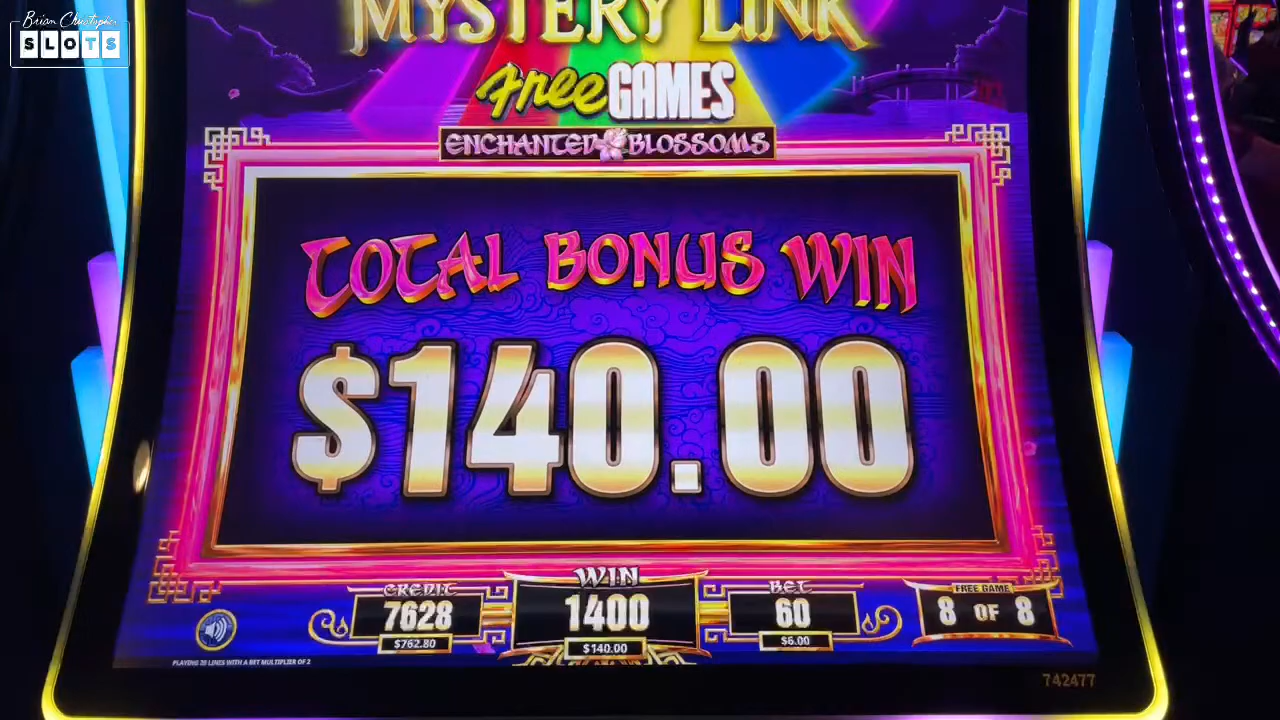 Brian Christopher
SLOTS
MYSTERY LINK
Free GAMES
ENCHANTED BLOSSOMS
TOTAL BONUS WIN
$140.00
CREDIT
7628
$762.80
WIN
1400
$140.00
BET
60
$6.00
FREE GAME
8 OF 8
PLAYING 20 LINES WITH A BET MULTIPLIER OF 2
742477